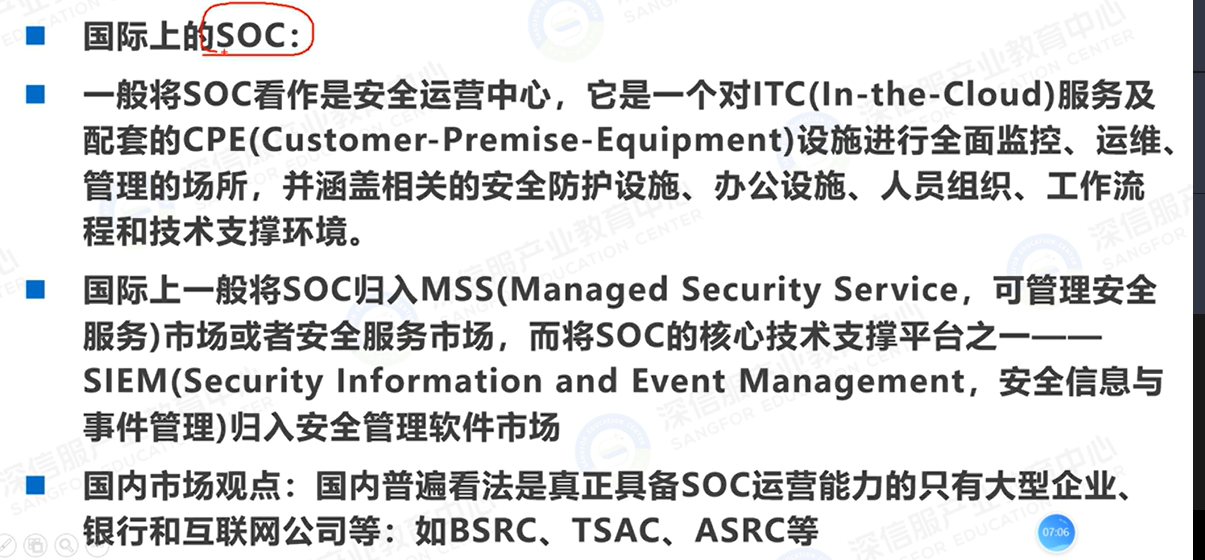 国际上的SOC：
一般将SOC看作是安全运营中心，它是一个对ITC(In-the-Cloud)服务及
配套的CPE(Customer-Premise-Equipment)设施进行全面监控、运维、
管理的场所，并涵盖相关的安全防护设施、办公设施、人员组织、工作流
程和技术支撑环境。
国际上一般将SOC归入MSS(Managed Security Service，可管理安全
服务)市场或者安全服务市场，而将SOC的核心技术支撑平台之一——
SIEM(Security Information and Event Management，安全信息与
事件管理)归入安全管理软件市场
国内市场观点：国内普遍看法是真正具备SOC运营能力的只有大型企业、
银行和互联网公司等：如BSRC、TSAC、ASRC等
07:06
深信服产业教育中心
SANGFOR EDUCATION CENTER